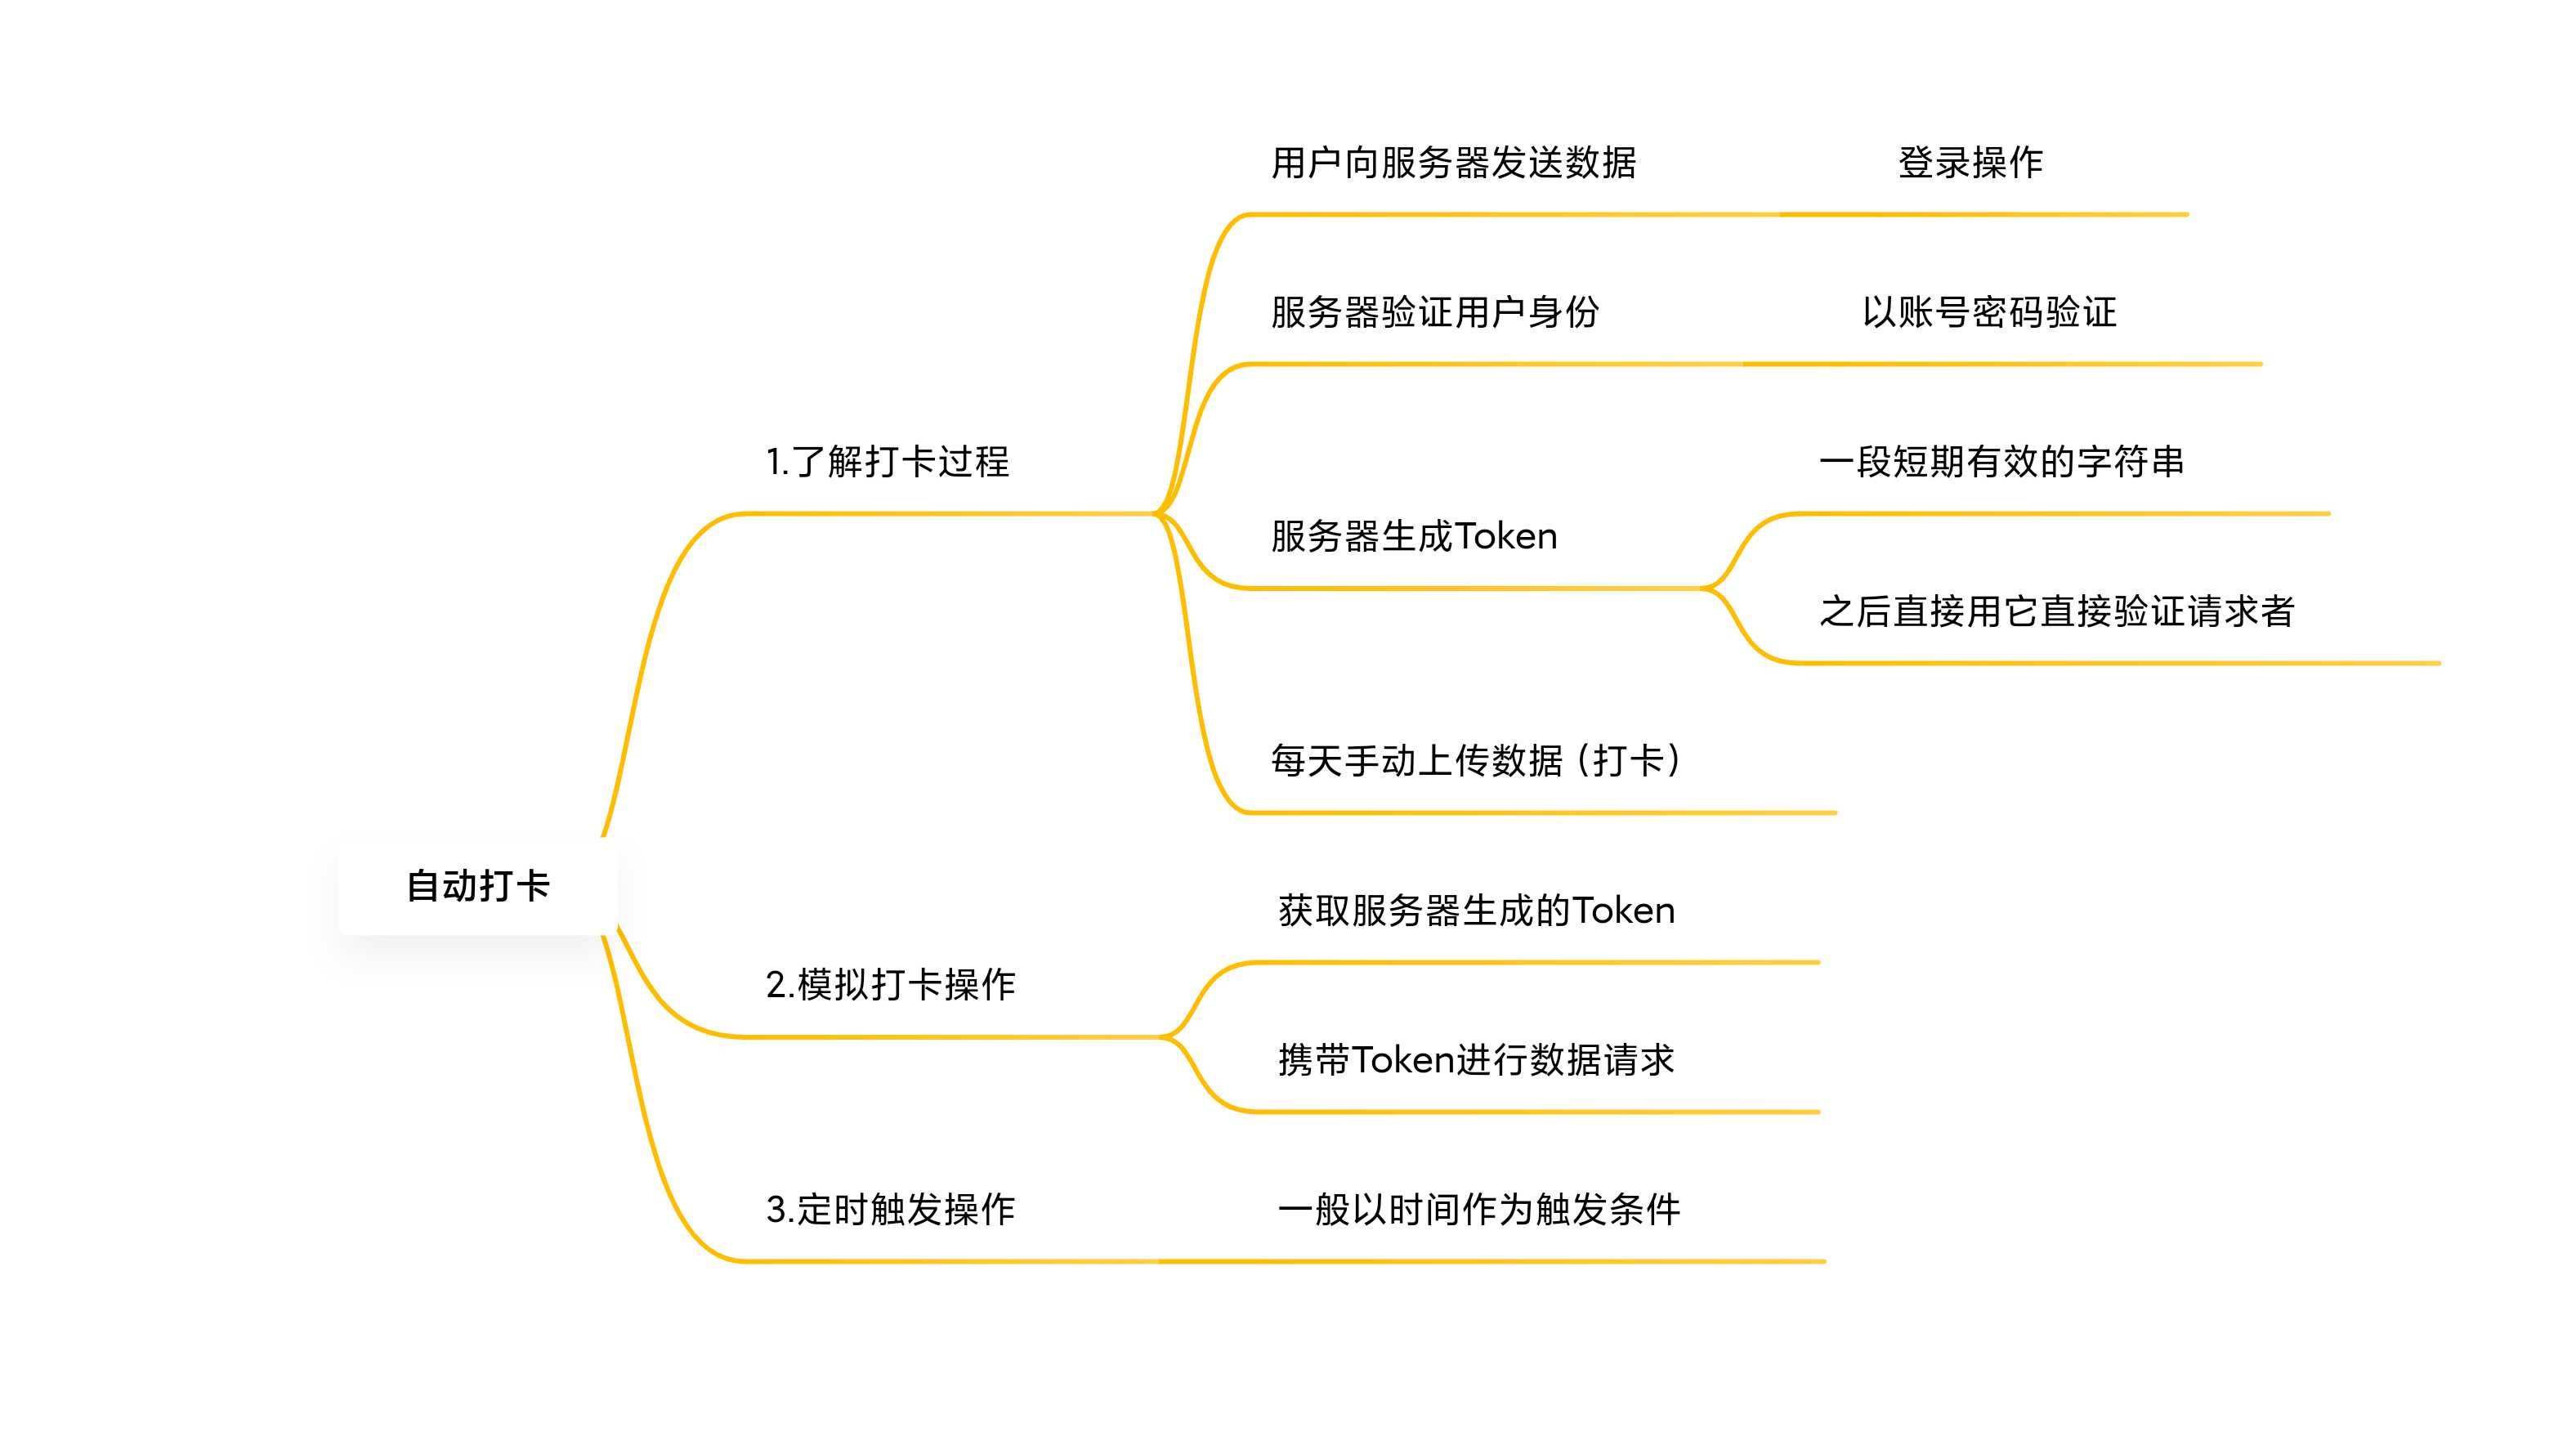 用户向服务器发送数据
登录操作
服务器验证用户身份
以账号密码验证
1.了解打卡过程
一段短期有效的字符串
服务器生成Token
之后直接用它直接验证请求者
每天手动上传数据（打卡）
自动打卡
获取服务器生成的Token
2.模拟打卡操作
携带Token进行数据请求
3.定时触发操作
一般以时间作为触发条件